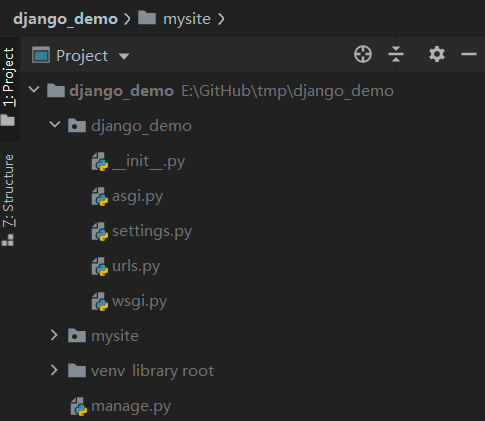 django_demo mysite
1: Project
Project
7: Structure
django_demo E:\GitHub\tmp\django_demo
django_demo
__init__.py
asgi.py
settings.py
urls.py
wsgi.py
mysite
venv library root
manage.py